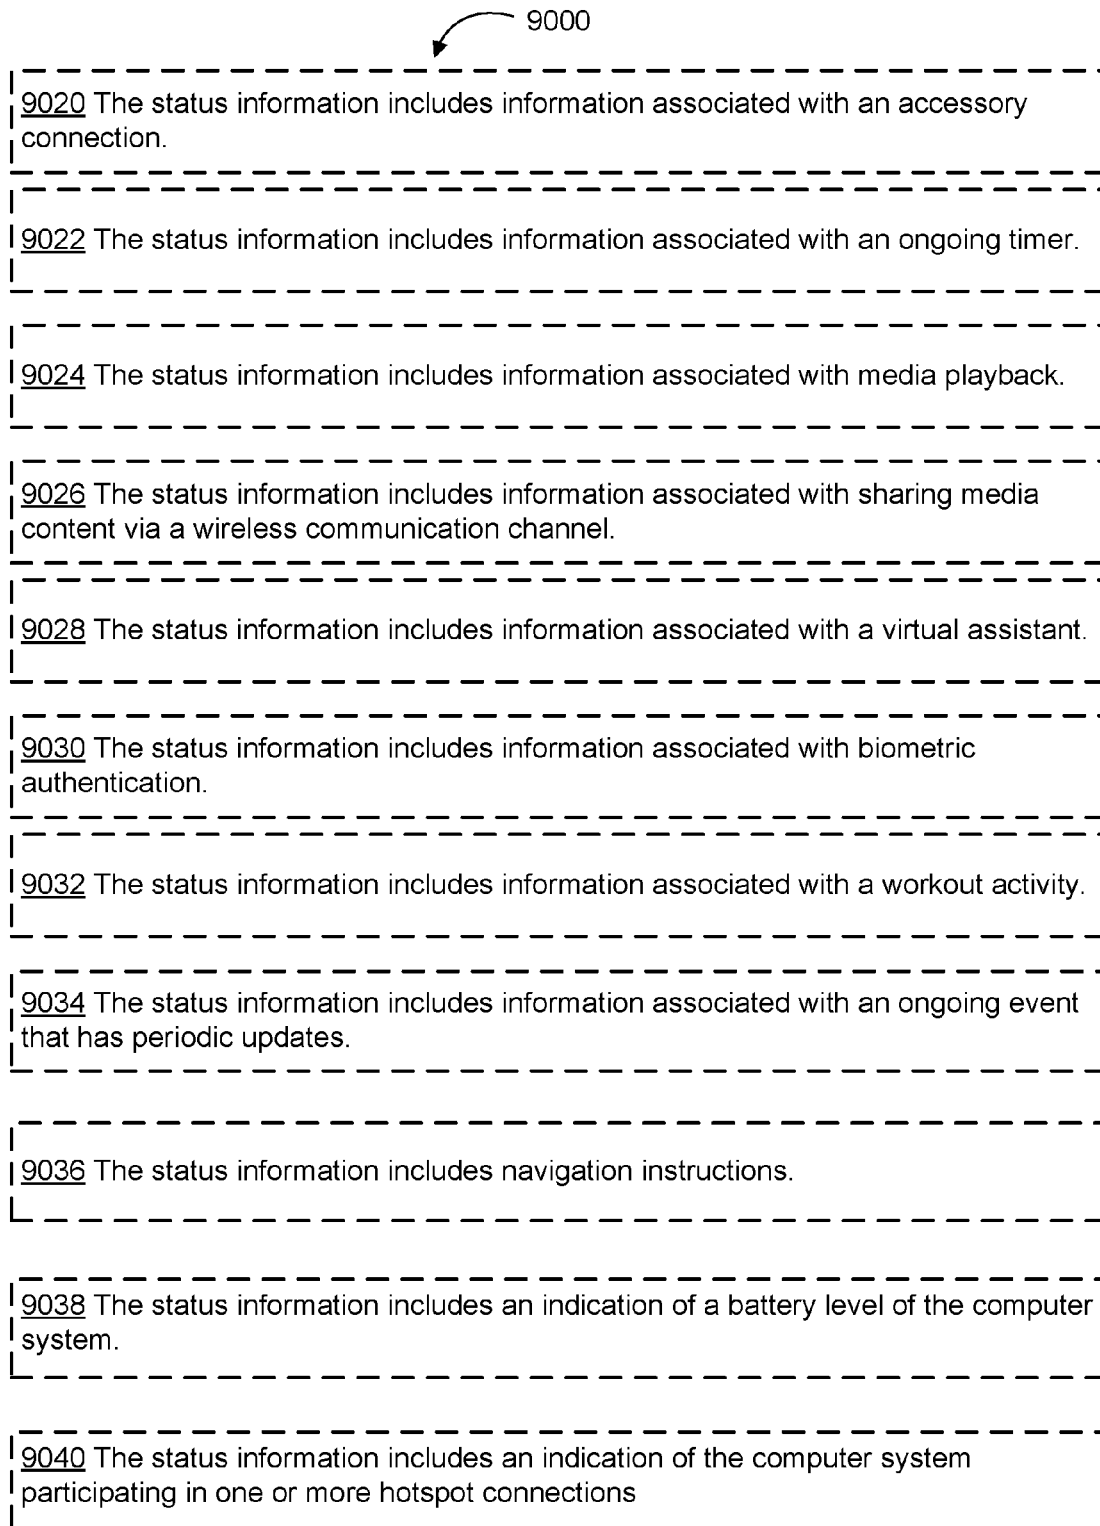 9000
9020 The status information includes information associated with an accessory
connection.
9022 The status information includes information associated with an ongoing timer.
9024 The status information includes information associated with media playback.
9026 The status information includes information associated with sharing media
content via a wireless communication channel.
9028 The status information includes information associated with a virtual assistant.
9030 The status information includes information associated with biometric
authentication.
9032 The status information includes information associated with a workout activity.
9034 The status information includes information associated with an ongoing event
that has periodic updates.
9036 The status information includes navigation instructions.
9038 The status information includes an indication of a battery level of the computer
system.
9040 The status information includes an indication of the computer system
participating in one or more hotspot connections